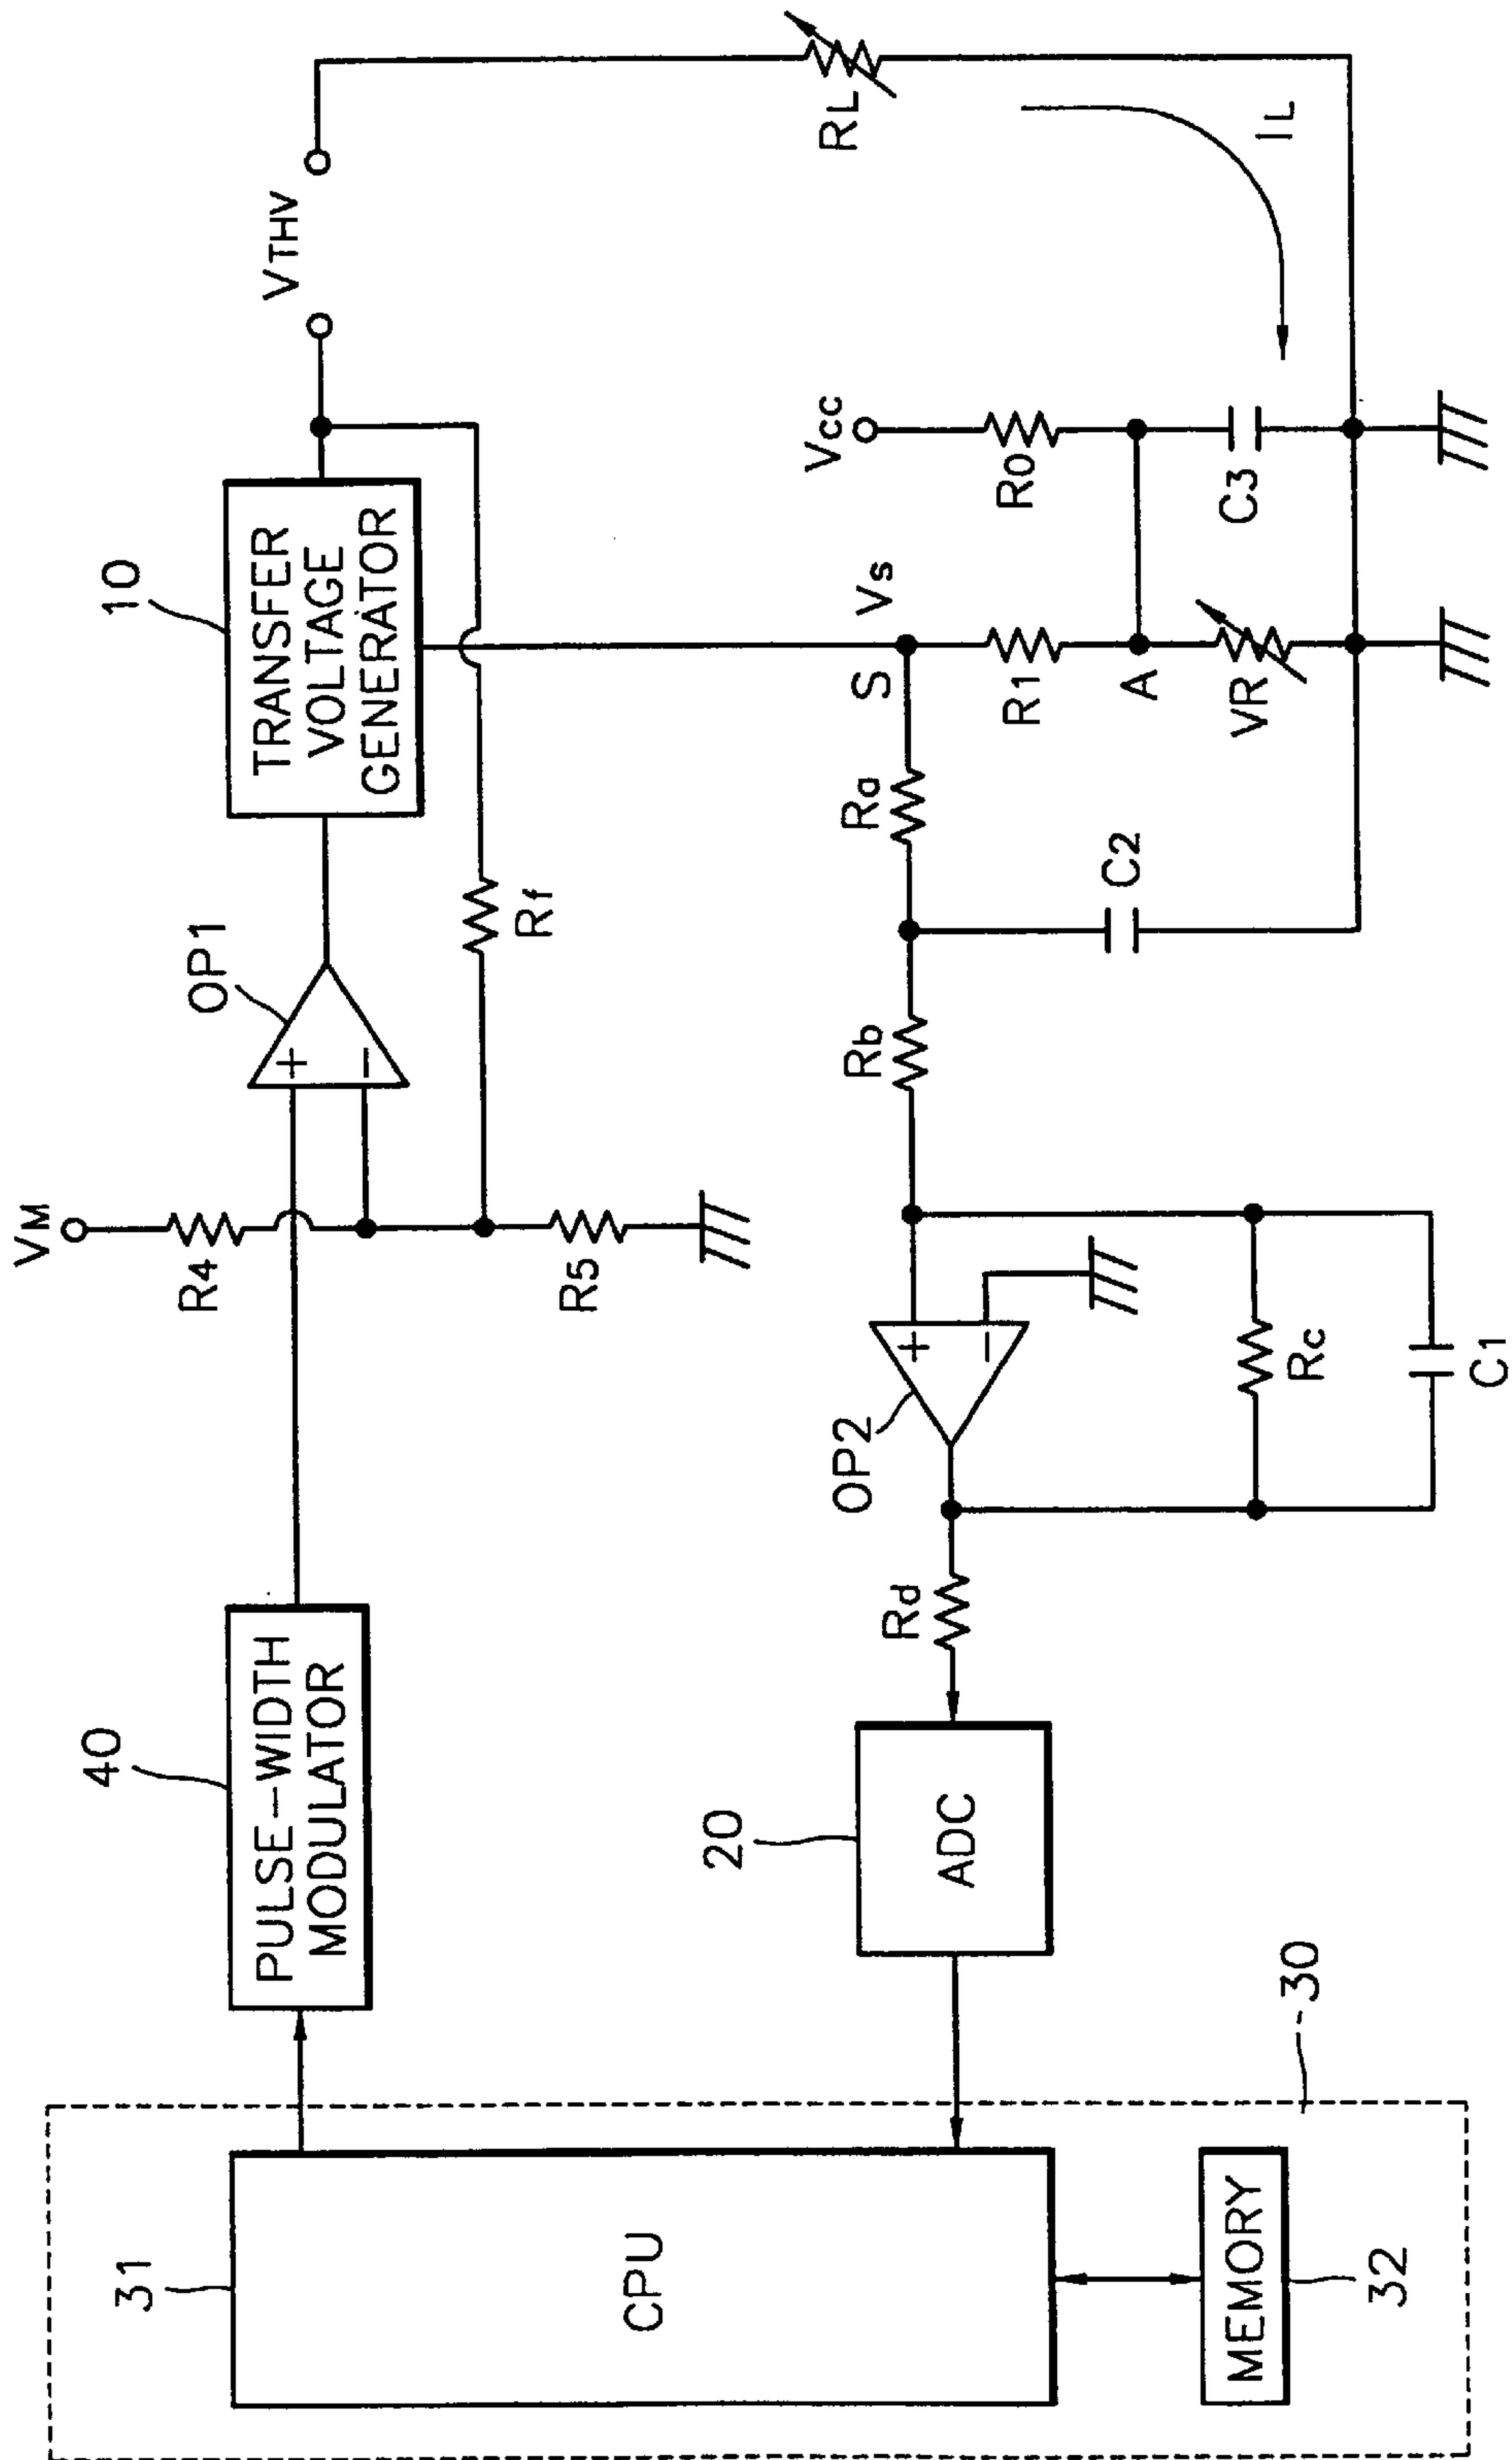 31
CPU
MEMORY
32
30
40
PULSE-WIDTH
MODULATOR
20
ADC
VM
R4
R5
OP1
+
-
Rf
10
TRANSFER
VOLTAGE
GENERATOR
VTHV
RL
IL
Vcc
R0
C3
Vs
S
R1
A
VR
Ra
C2
Rb
OP2
+
-
Rc
C1
Rd